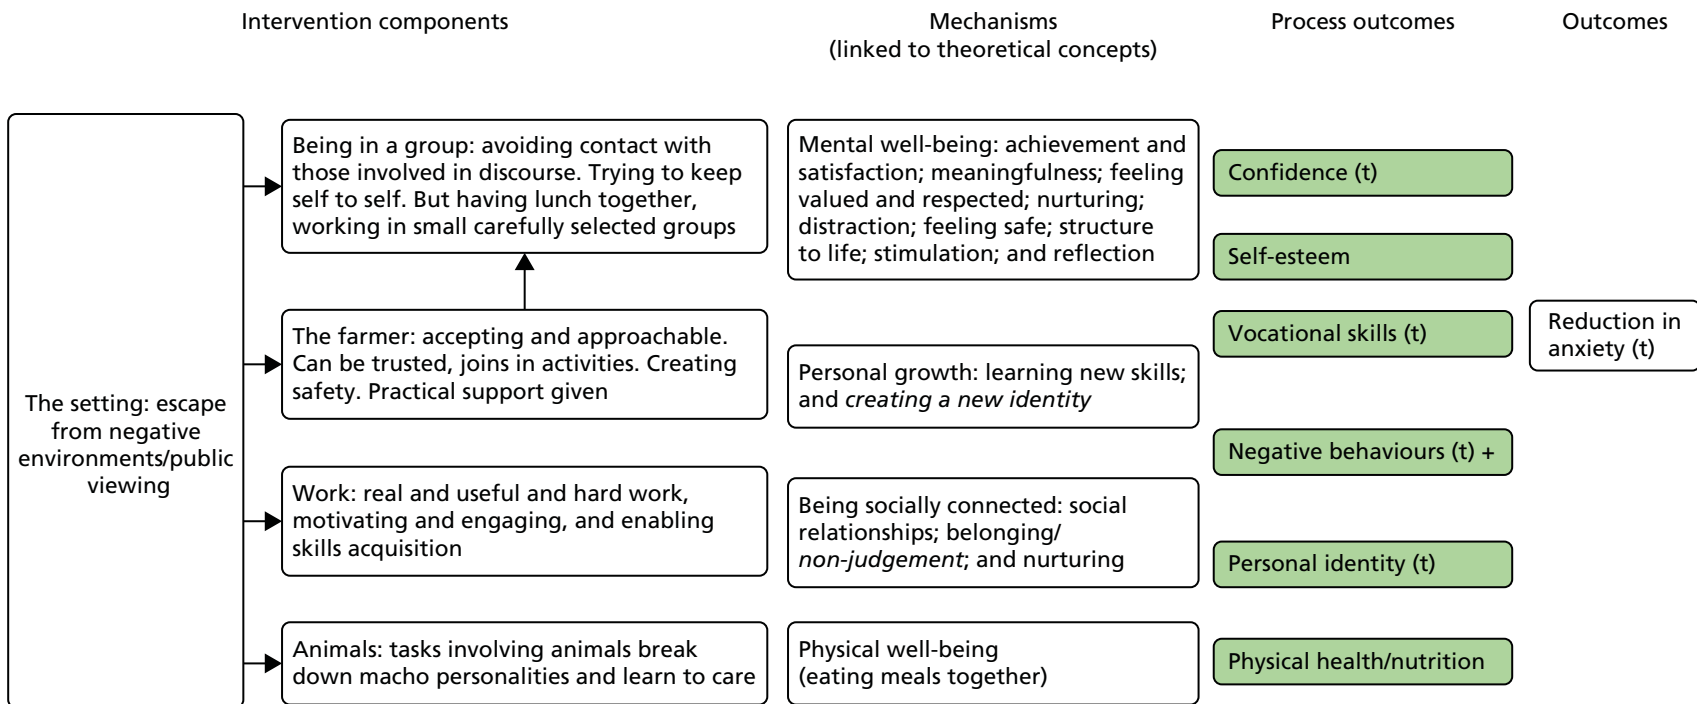 Intervention components
Mechanisms
(linked to theoretical concepts)
Process outcomes
Outcomes
The setting: escape
from negative
environments/public
viewing
Being in a group: avoiding contact with
those involved in discourse. Trying to keep
self to self. But having lunch together,
working in small carefully selected groups
The farmer: accepting and approachable.
Can be trusted, joins in activities. Creating
safety. Practical support given
Work: real and useful and hard work,
motivating and engaging, and enabling
skills acquisition
Animals: tasks involving animals break
down macho personalities and learn to care
Mental well-being: achievement and
satisfaction; meaningfulness; feeling
valued and respected; nurturing;
distraction; feeling safe; structure
to life; stimulation; and reflection
Personal growth: learning new skills;
and creating a new identity
Being socially connected: social
relationships; belonging/
non-judgement; and nurturing
Physical well-being
(eating meals together)
Confidence (t)
Self-esteem
Vocational skills (t)
Negative behaviours (t) +
Personal identity (t)
Physical health/nutrition
Reduction in
anxiety (t)